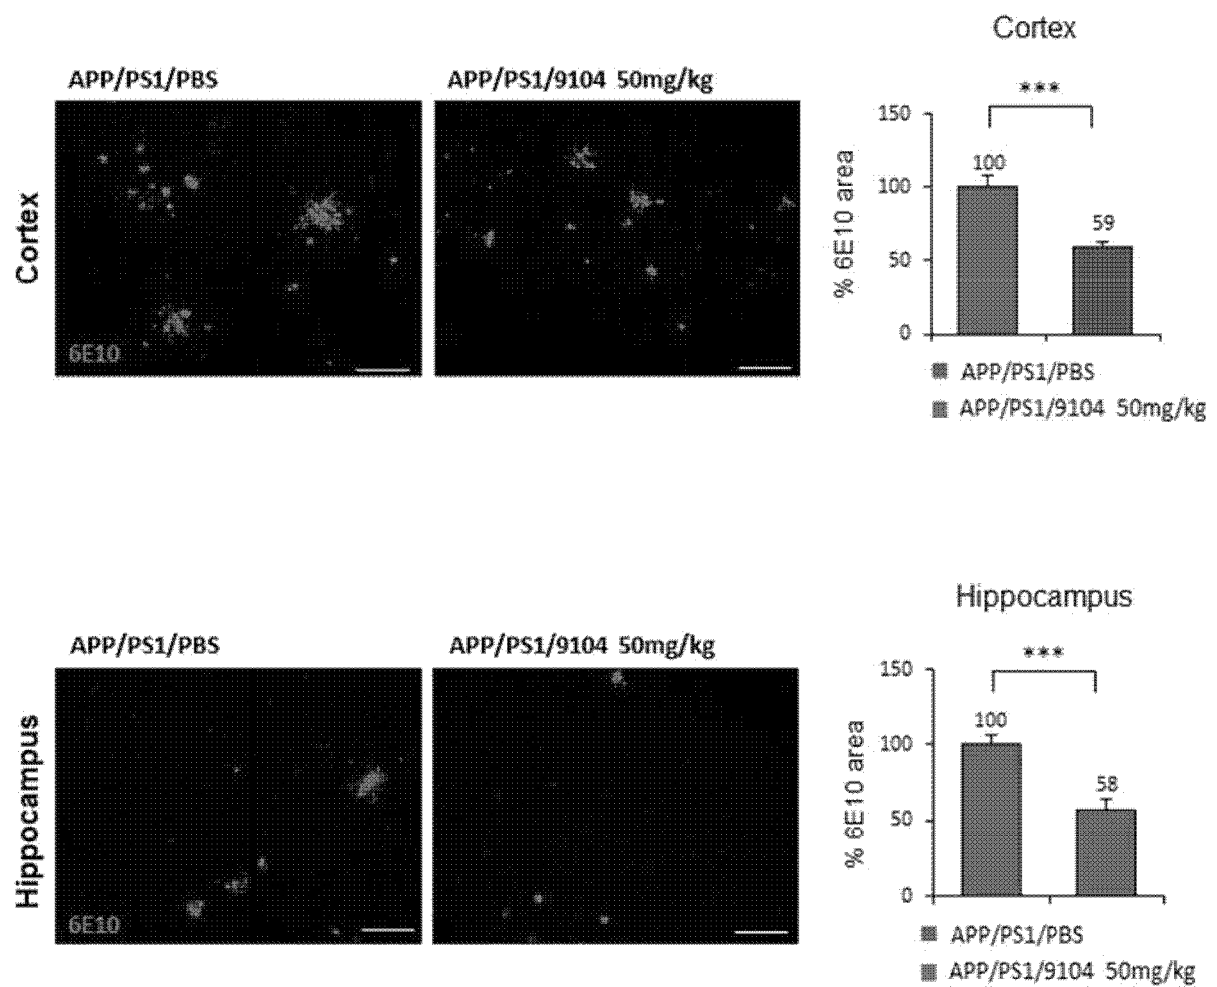 Cortex
APP/PS1/PBS
APP/PS1/9104 50mg/kg
Cortex
6E10
% 6E10 area
150
100
50
0
***
100
59
APP/PS1/PBS
APP/PS1/9104 50mg/kg
Hippocampus
APP/PS1/PBS
APP/PS1/9104 50mg/kg
Hippocampus
6E10
% 6E10 area
150
100
50
0
***
100
58
APP/PS1/PBS
APP/PS1/9104 50mg/kg